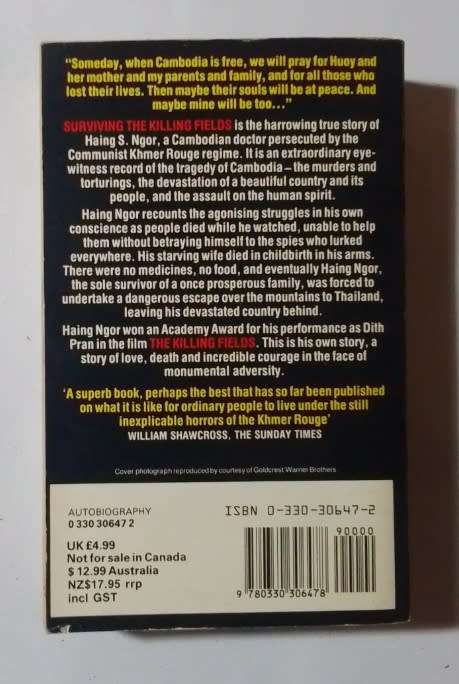 “Someday, when Cambodia is free, we will pray for Huoy and
her mother and my parents and family, and for all those who
lost their lives. Then maybe their souls will be at peace. And
maybe mine will be too...”
SURVIVING THE KILLING FIELDS is the harrowing true story of
Haing S. Ngor, a Cambodian doctor persecuted by the
Communist Khmer Rouge regime. It is an extraordinary eye-
witness record of the tragedy of Cambodia – the murders and
torturings, the devastation of a beautiful country and its
people, and the assault on the human spirit.
Haing Ngor recounts the agonising struggles in his own
conscience as people died while he watched, unable to help
them without betraying himself to the spies who lurked
everywhere. His starving wife died in childbirth in his arms.
There were no medicines, no food, and eventually Haing Ngor,
the sole survivor of a once prosperous family, was forced to
undertake a dangerous escape over the mountains to Thailand,
leaving his devastated country behind.
Haing Ngor won an Academy Award for his performance as Dith
Pran in the film THE KILLING FIELDS. This is his own story, a
story of love, death and incredible courage in the face of
monumental adversity.
‘A superb book, perhaps the best that has so far been published
on what it is like for ordinary people to live under the still
inexplicable horrors of the Khmer Rouge’
WILLIAM SHAWCROSS, THE SUNDAY TIMES
Cover photograph reproduced by courtesy of Goldcrest Warner Brothers
AUTOBIOGRAPHY
0 330 30647 2
UK £4.99
Not for sale in Canada
$ 12.99 Australia
NZ$17.95 rrp
incl GST
ISBN 0-330-30647-2
90000
9 780330 306478